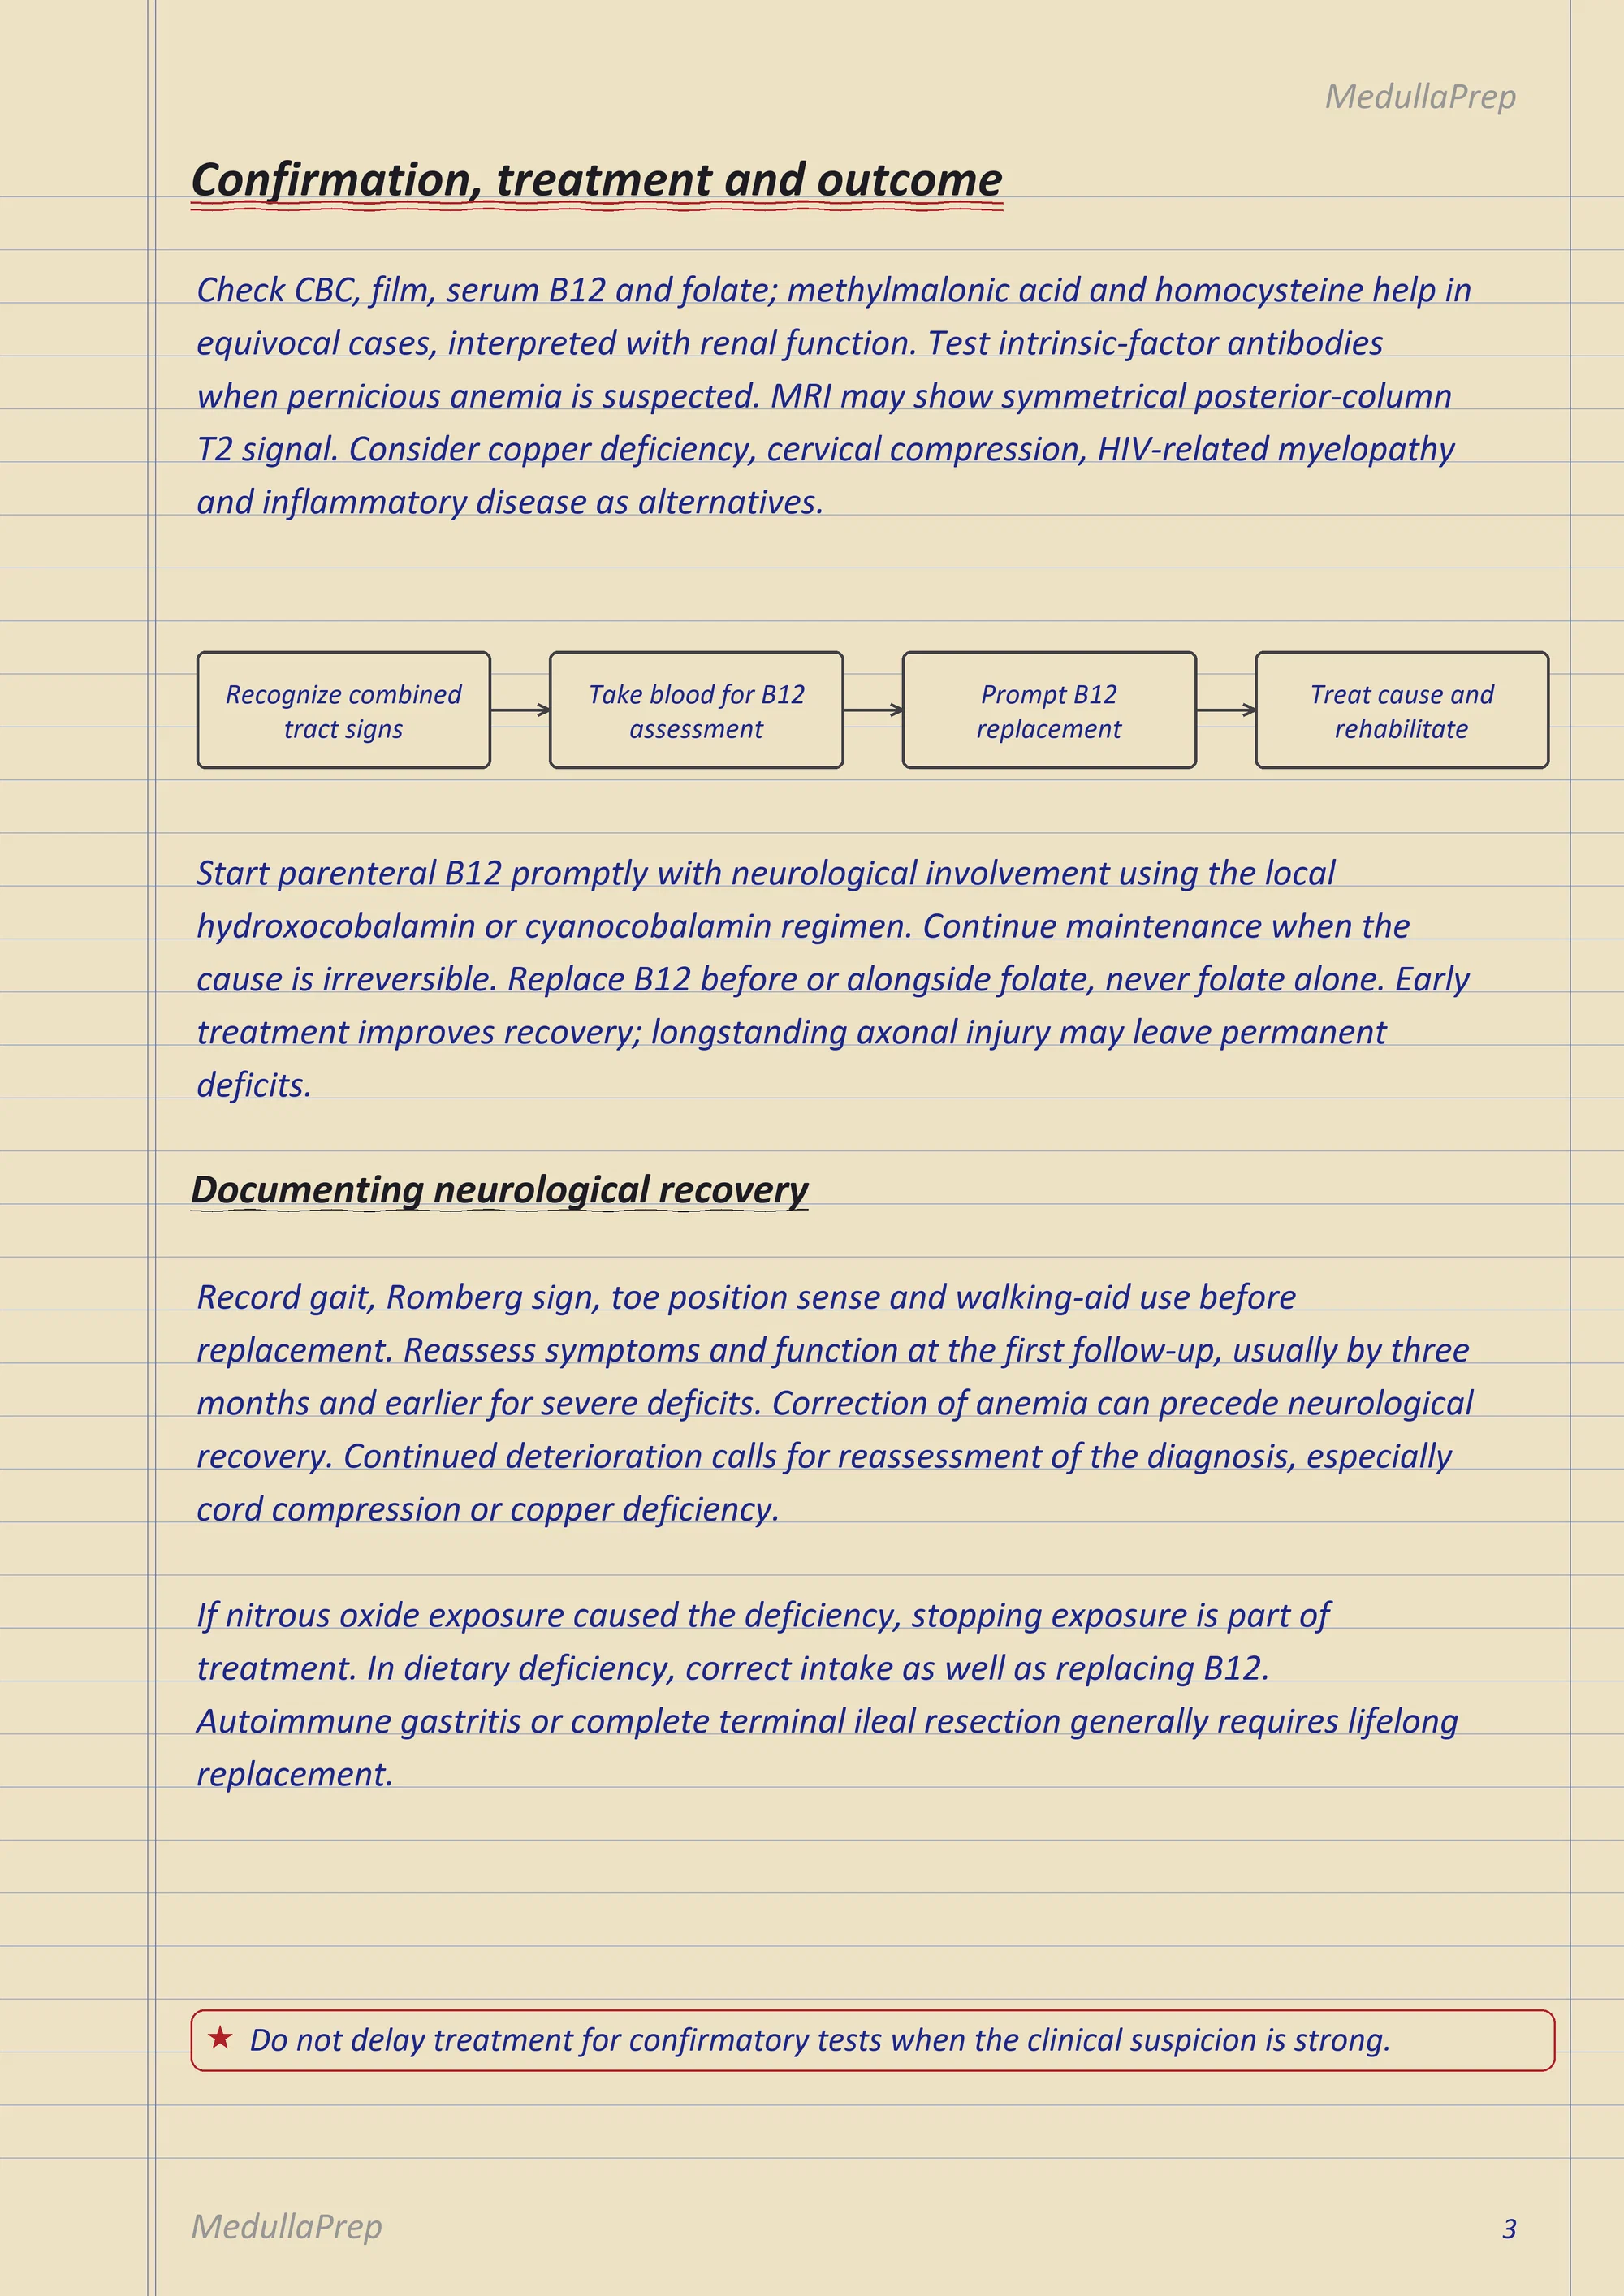 MedullaPrep
Confirmation, treatment and outcome
Check CBC, film, serum B12 and folate; methylmalonic acid and homocysteine help in
equivocal cases, interpreted with renal function. Test intrinsic-factor antibodies
when pernicious anemia is suspected. MRI may show symmetrical posterior-column
T2 signal. Consider copper deficiency, cervical compression, HIV-related myelopathy
and inflammatory disease as alternatives.
Recognize combined
tract signs
Take blood for B12
assessment
Prompt B12
replacement
Treat cause and
rehabilitate
Start parenteral B12 promptly with neurological involvement using the local
hydroxocobalamin or cyanocobalamin regimen. Continue maintenance when the
cause is irreversible. Replace B12 before or alongside folate, never folate alone. Early
treatment improves recovery; longstanding axonal injury may leave permanent
deficits.
Documenting neurological recovery
Record gait, Romberg sign, toe position sense and walking-aid use before
replacement. Reassess symptoms and function at the first follow-up, usually by three
months and earlier for severe deficits. Correction of anemia can precede neurological
recovery. Continued deterioration calls for reassessment of the diagnosis, especially
cord compression or copper deficiency.
If nitrous oxide exposure caused the deficiency, stopping exposure is part of
treatment. In dietary deficiency, correct intake as well as replacing B12.
Autoimmune gastritis or complete terminal ileal resection generally requires lifelong
replacement.
★ Do not delay treatment for confirmatory tests when the clinical suspicion is strong.
MedullaPrep
3